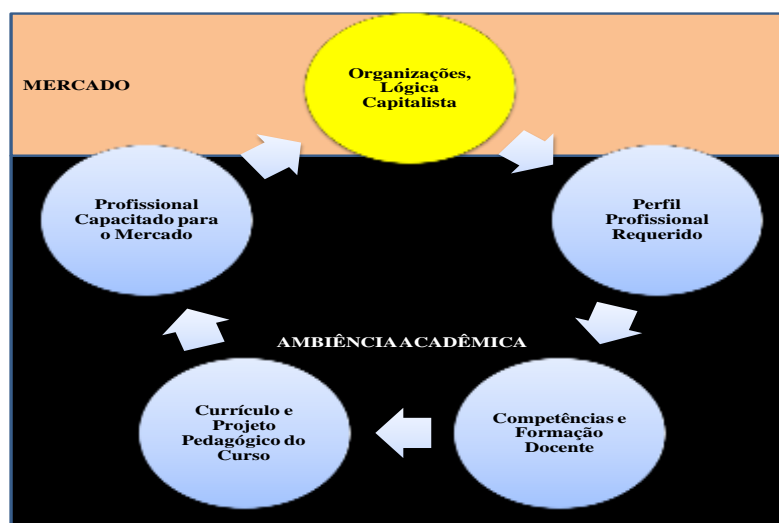 Organizações,
Lógica
Capitalista
MERCADO
Profissional
Capacitado para
o Mercado
Perfil
Profissional
Requerido
AMBIÊNCIA ACADÊMICA
Currículo e
Projeto
Pedagógico do
Curso
Competências e
Formação
Docente